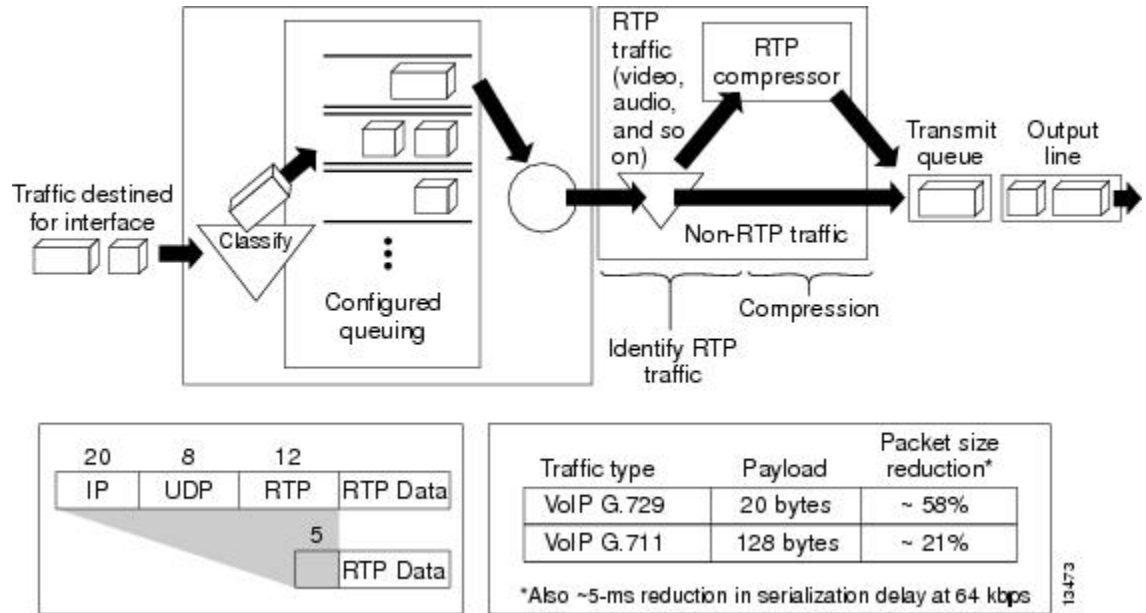 Traffic destined
for interface
Classify
Configured
queuing
RTP
traffic
(video,
audio,
and so
on)
RTP
compressor
Non-RTP traffic
Transmit
queue
Output
line
Identify RTP
traffic
Compression
20 8 12
IP UDP RTP RTP Data
5
RTP Data
Traffic type Payload Packet size
reduction*
VoIP G.729 20 bytes ~ 58%
VoIP G.711 128 bytes ~ 21%
*Also ~5-ms reduction in serialization delay at 64 kbps
13473